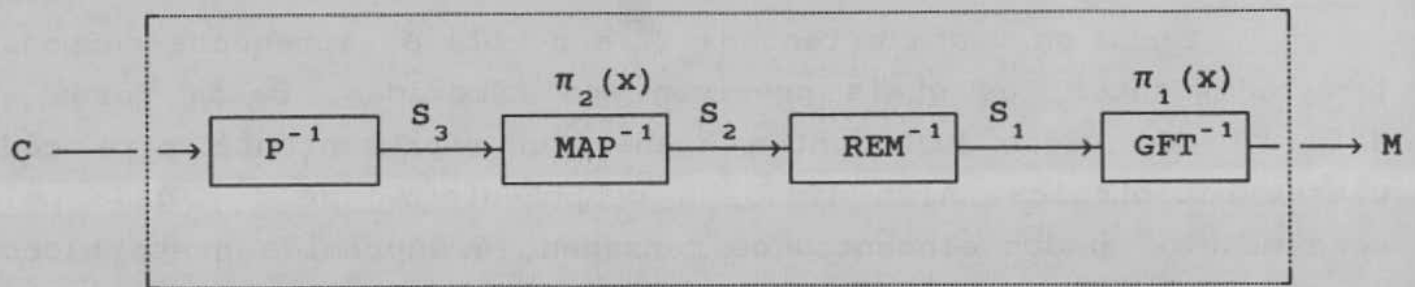 π₂(x) π₁(x)
C P⁻¹ S₃ MAP⁻¹ S₂ REM⁻¹ S₁ GFT⁻¹ M